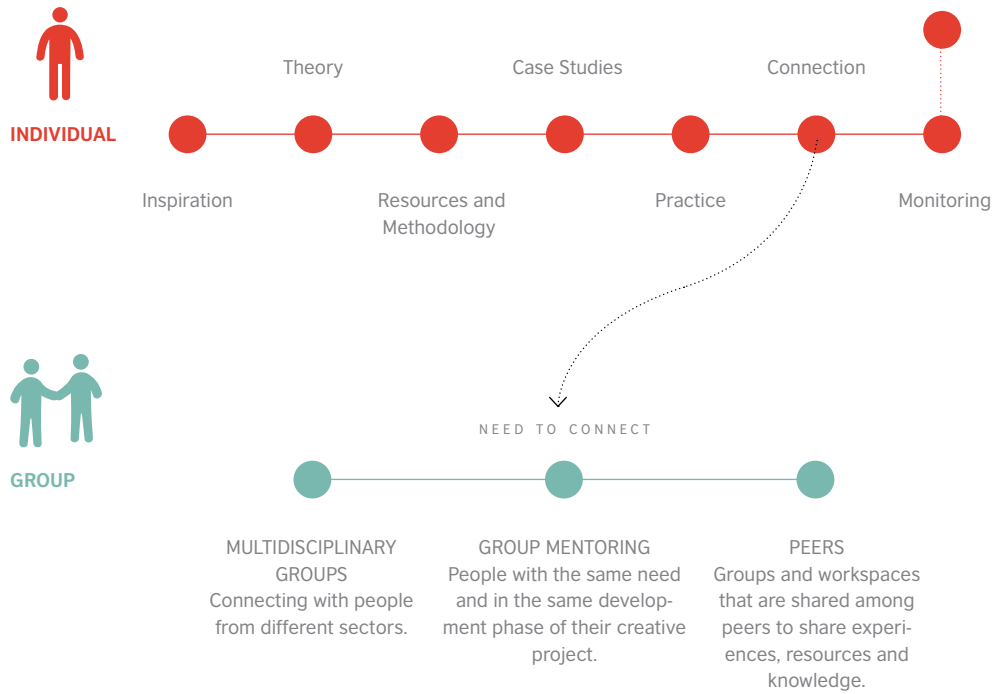 Theory
Case Studies
Connection
INDIVIDUAL
Inspiration
Resources and
Methodology
Practice
Monitoring
NEED TO CONNECT
GROUP
MULTIDISCIPLINARY
GROUPS
Connecting with people
from different sectors.
GROUP MENTORING
People with the same need
and in the same develop-
ment phase of their creative
project.
PEERS
Groups and workspaces
that are shared among
peers to share experi-
ences, resources and
knowledge.